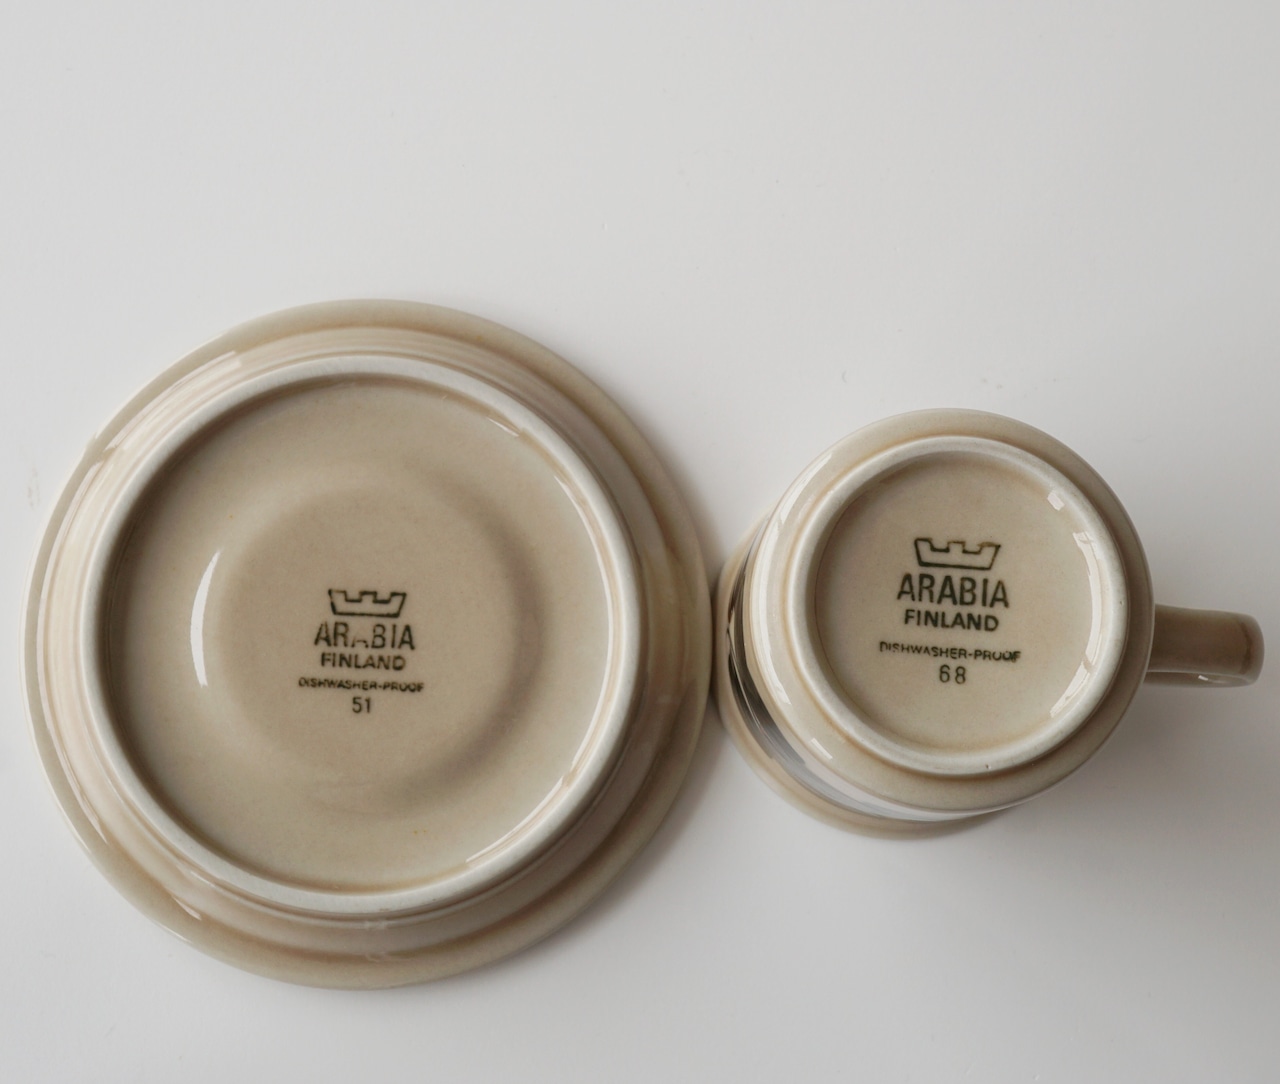 ARABIA
FINLAND
DISHWASHER-PROOF
51
ARABIA
FINLAND
DISHWASHER-PROOF
68